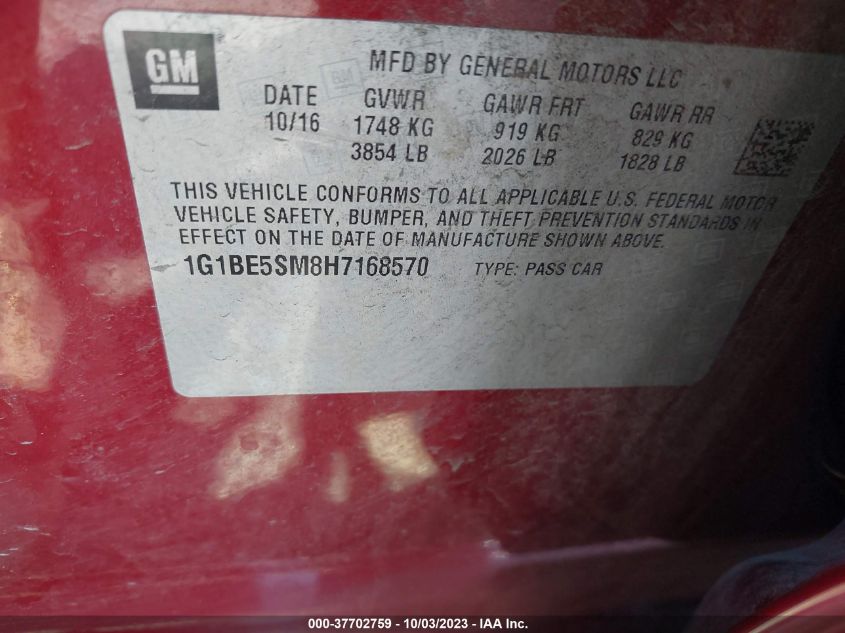 GM
MFD BY GENERAL MOTORS LLC
DATE GVWR GAWR FRT GAWR RR
10/16 1748 KG 919 KG 829 KG
3854 LB 2026 LB 1828 LB
THIS VEHICLE CONFORMS TO ALL APPLICABLE U.S. FEDERAL MOTOR
VEHICLE SAFETY, BUMPER, AND THEFT PREVENTION STANDARDS IN
EFFECT ON THE DATE OF MANUFACTURE SHOWN ABOVE.
1G1BE5SM8H7168570 TYPE: PASS CAR
000-37702759 - 10/03/2023 - IAA Inc.